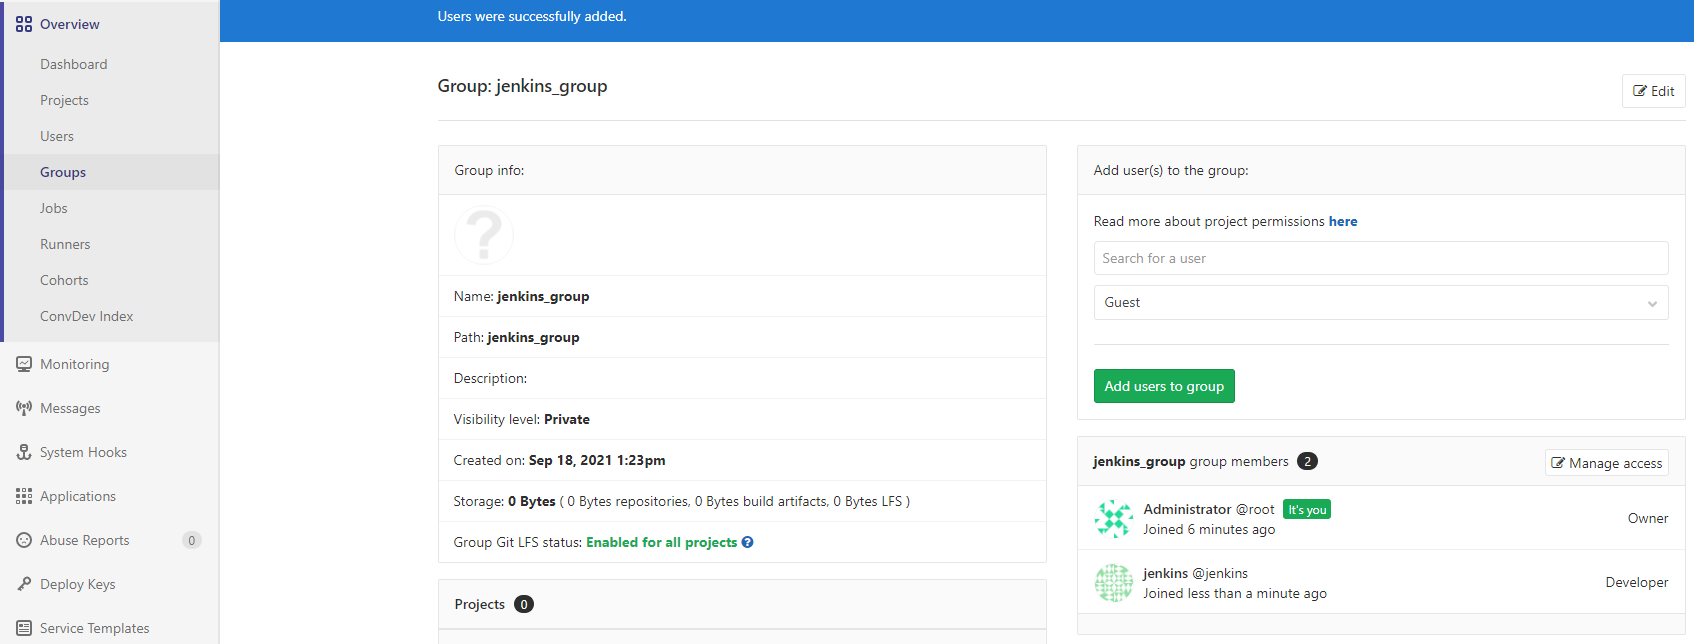 Overview
Dashboard
Projects
Users
Groups
Jobs
Runners
Cohorts
ConvDev Index
Monitoring
Messages
System Hooks
Applications
Abuse Reports 0
Deploy Keys
Service Templates
Users were successfully added.
Group: jenkins_group
Edit
Group info:
?
Name: jenkins_group
Path: jenkins_group
Description:
Visibility level: Private
Created on: Sep 18, 2021 1:23pm
Storage: 0 Bytes ( 0 Bytes repositories, 0 Bytes build artifacts, 0 Bytes LFS )
Group Git LFS status: Enabled for all projects ?
Projects 0
Add user(s) to the group:
Read more about project permissions here
Search for a user
Guest
Add users to group
jenkins_group group members 2
Manage access
Administrator @root It's you
Joined 6 minutes ago
Owner
jenkins @jenkins
Joined less than a minute ago
Developer